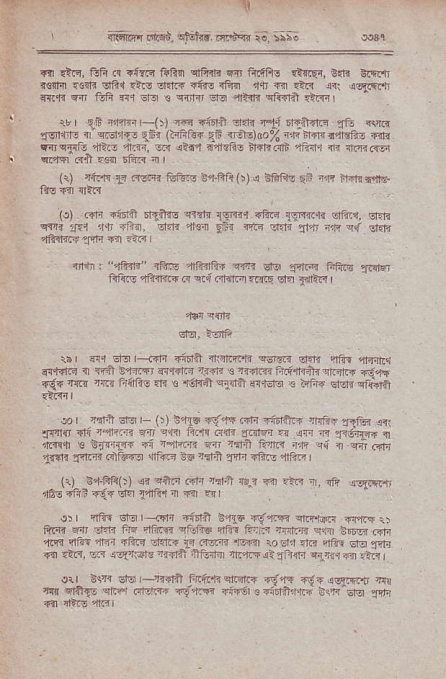 বাংলাদেশ গেজেট, অতিরিক্ত, সেপ্টেম্বর ২৩, ১৯৯৩ ৩৩৪৭
করা হইলে, তিনি যে কর্মস্থলে ফিরিয়া আসিবার জন্য নির্দেশিত হইয়াছেন, উহার উদ্দেশ্যে
রওয়ানা হওয়ার তারিখ হইতে তাহাকে কর্মরত বলিয়া গণ্য করা হইবে এবং এতদুদ্দেশ্যে
ভ্রমণের জন্য তিনি ভ্রমণ ভাতা ও অন্যান্য ভাতা পাইবার অধিকারী হইবেন।
২৮। ছুটি নগদায়ন।—(১) সকল কর্মচারী তাহার সম্পূর্ণ চাকুরীকালে প্রতি বৎসরে
প্রত্যাখ্যাত বা অভোগকৃত ছুটির (নৈমিত্তিক ছুটি ব্যতীত) ৫০% নগদ টাকায় রূপান্তরিত করার
জন্য অনুমতি পাইতে পারেন, তবে এইরূপ রূপান্তরিত টাকার মোট পরিমাণ বার মাসের বেতন
অপেক্ষা বেশী হওয়া চলিবে না।
(২) সর্বশেষ মূল বেতনের ভিত্তিতে উপ-বিধি (১) এ উল্লিখিত ছুটি নগদ টাকায় রূপান্ত-
রিত করা যাইবে
(৩) কোন কর্মচারী চাকুরীরত অবস্থায় মৃত্যুবরণ করিলে মৃত্যুবরণের তারিখে, তাহার
অবসর গ্রহণ গণ্য করিয়া, তাহার পাওনা ছুটির বদলে তাহার প্রাপ্য নগদ অর্থ তাহার
পরিবারকে প্রদান করা হইবে।
ব্যাখ্যা: "পরিবার" বলিতে পারিবারিক অবসর ভাতা প্রদানের নিমিত্তে প্রযোজ্য
বিধিতে পরিবারকে যে অর্থে বোঝানো হয়েছে তাহা বুঝাইবে।
পঞ্চম অধ্যায়
ভাতা, ইত্যাদি
২৯। ভ্রমণ ভাতা।—কোন কর্মচারী বাংলাদেশের অভ্যন্তরে তাহার দায়িত্ব পালনার্থে
ভ্রমণকালে বা বদলী উপলক্ষ্যে ভ্রমণকালে সরকার ও সরকারের নির্দেশাবলীর আলোকে কর্তৃপক্ষ
কর্তৃক সময়ে সময়ে নির্ধারিত হার ও শর্তাবলী অনুযায়ী ভ্রমণভাতা ও দৈনিক ভাতার অধিকারী
হইবেন।
৩০। সম্মানী ভাতা।— (১) উপযুক্ত কর্তৃপক্ষ কোন কর্মচারীকে সাময়িক প্রকৃতির এবং
শ্রমসাধ্য কার্য সম্পাদনের জন্য অথবা বিশেষ মেধার প্রয়োজন হয় এমন নব প্রবর্তনমূলক বা
গবেষণা ও উন্নয়নমূলক কর্ম সম্পাদনের জন্য সম্মানী হিসাবে নগদ অর্থ বা অন্য কোন
পুরস্কার প্রদানের যৌক্তিকতা থাকিলে উক্ত সম্মানী প্রদান করিতে পারিবে।
(২) উপ-বিধি(১) এর অধীনে কোন সম্মানী মঞ্জুর করা হইবে না, যদি এতদুদ্দেশ্যে
গঠিত কমিটি কর্তৃক তাহা সুপারিশ না করা হয়।
৩১। দায়িত্ব ভাতা।—কোন কর্মচারী উপযুক্ত কর্তৃপক্ষের আদেশক্রমে কমপক্ষে ২১
দিনের জন্য তাহার নিজ দায়িত্বের অতিরিক্ত দায়িত্ব হিসাবে সমমানের অথবা উচ্চতর কোন
পদের দায়িত্ব পালন করিলে তাহাকে মূল বেতনের শতকরা ২০ ভাগ হারে দায়িত্ব ভাতা প্রদান
করা হইবে, তবে এতদসংক্রান্ত সরকারী নীতিমালা সাপেক্ষে এই প্রবিধান অনুসরণ করা হইবে।
৩২। উৎসব ভাতা।—সরকারী নির্দেশের আলোকে কর্তৃপক্ষ কর্তৃক এতদুদ্দেশ্যে সময়
সময় জারীকৃত আদেশ মোতাবেক কর্তৃপক্ষের কর্মকর্তা ও কর্মচারীগণকে উৎসব ভাতা প্রদান
করা যাইতে পারে।